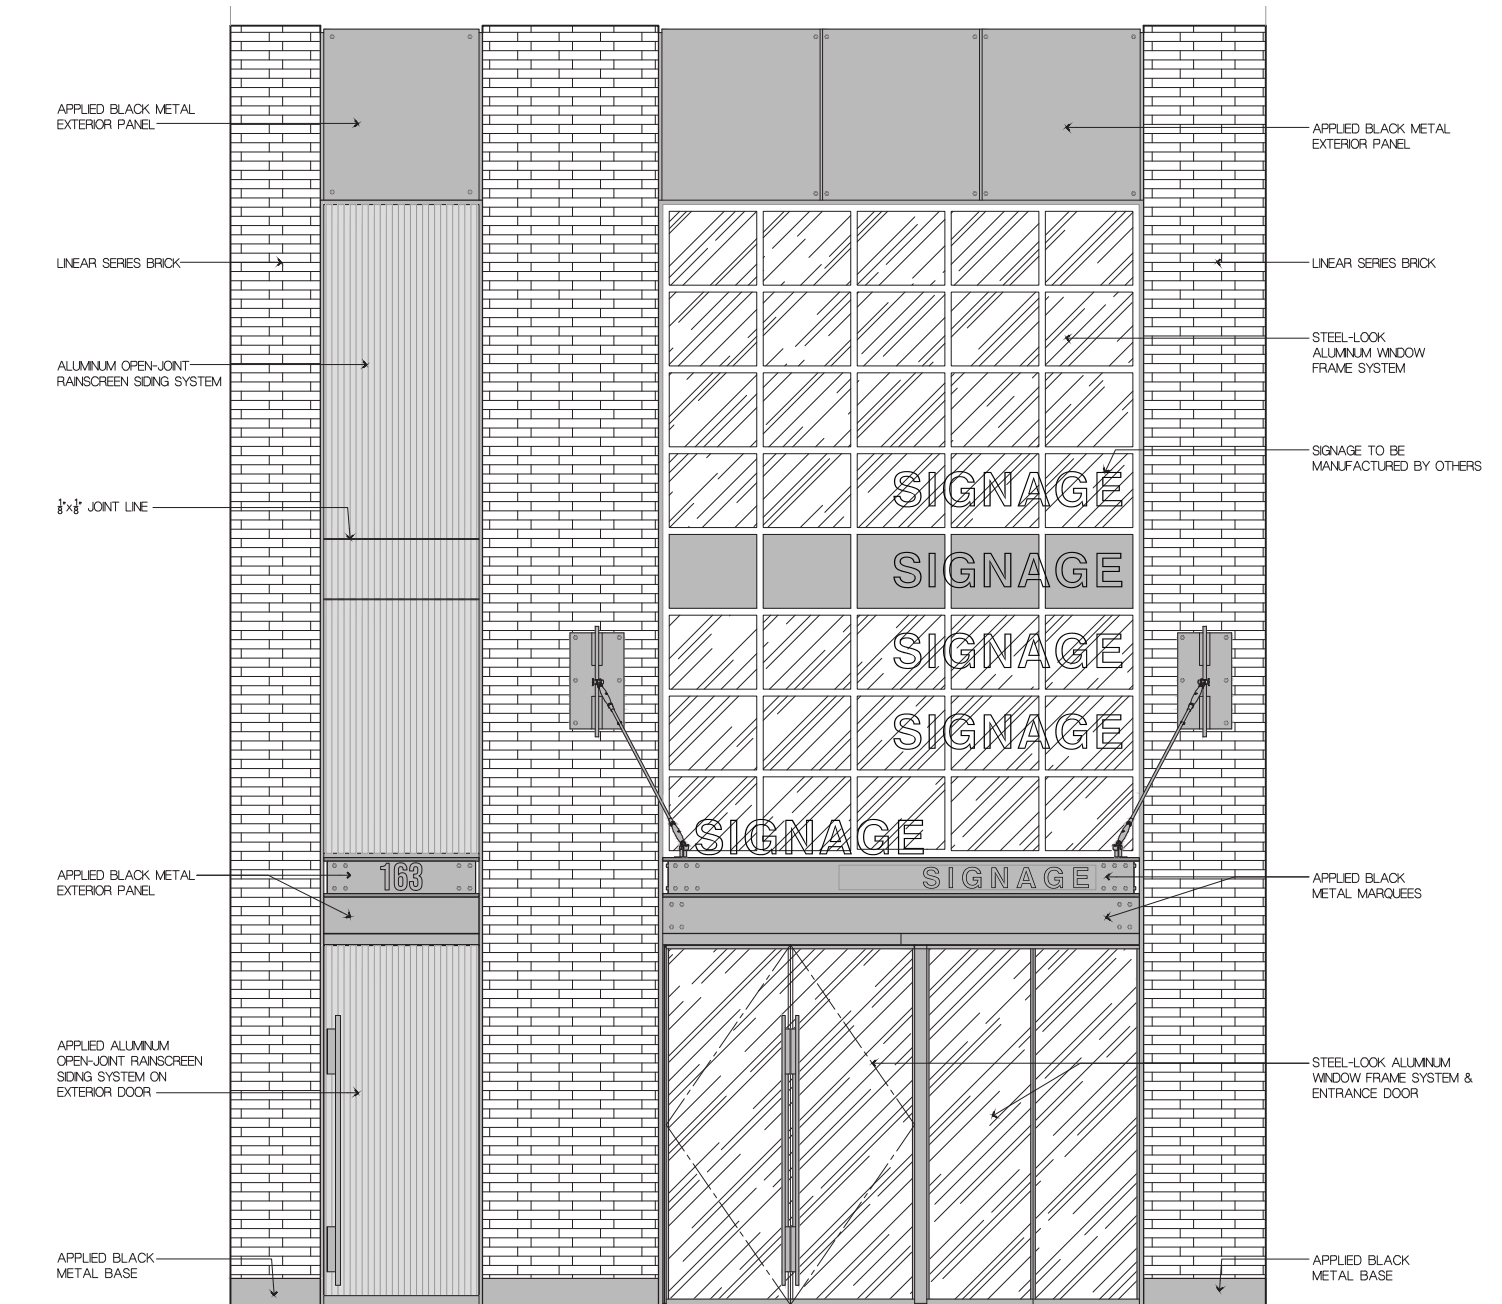 APPLIED BLACK METAL
EXTERIOR PANEL
APPLIED BLACK METAL
EXTERIOR PANEL
LINEAR SERIES BRICK
LINEAR SERIES BRICK
STEEL-LOOK
ALUMINUM WINDOW
FRAME SYSTEM
ALUMINUM OPEN-JOINT
RAINSCREEN SIDING SYSTEM
SIGNAGE TO BE
MANUFACTURED BY OTHERS
SIGNAGE
1/8"x1/8" JOINT LINE
SIGNAGE
SIGNAGE
SIGNAGE
SIGNAGE
APPLIED BLACK METAL
EXTERIOR PANEL
163
SIGNAGE
APPLIED BLACK
METAL MARQUEES
APPLIED ALUMINUM
OPEN-JOINT RAINSCREEN
SIDING SYSTEM ON
EXTERIOR DOOR
STEEL-LOOK ALUMINUM
WINDOW FRAME SYSTEM &
ENTRANCE DOOR
APPLIED BLACK
METAL BASE
APPLIED BLACK
METAL BASE